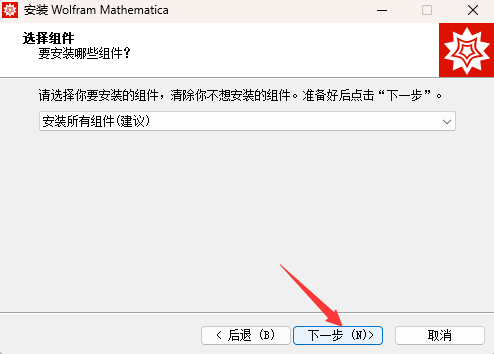 安装 Wolfram Mathematica
选择组件
要安装哪些组件？
请选择你要安装的组件，清除你不想安装的组件。准备好后点击“下一步”。
安装所有组件(建议)
< 后退 (B)
下一步 (N)>
取消